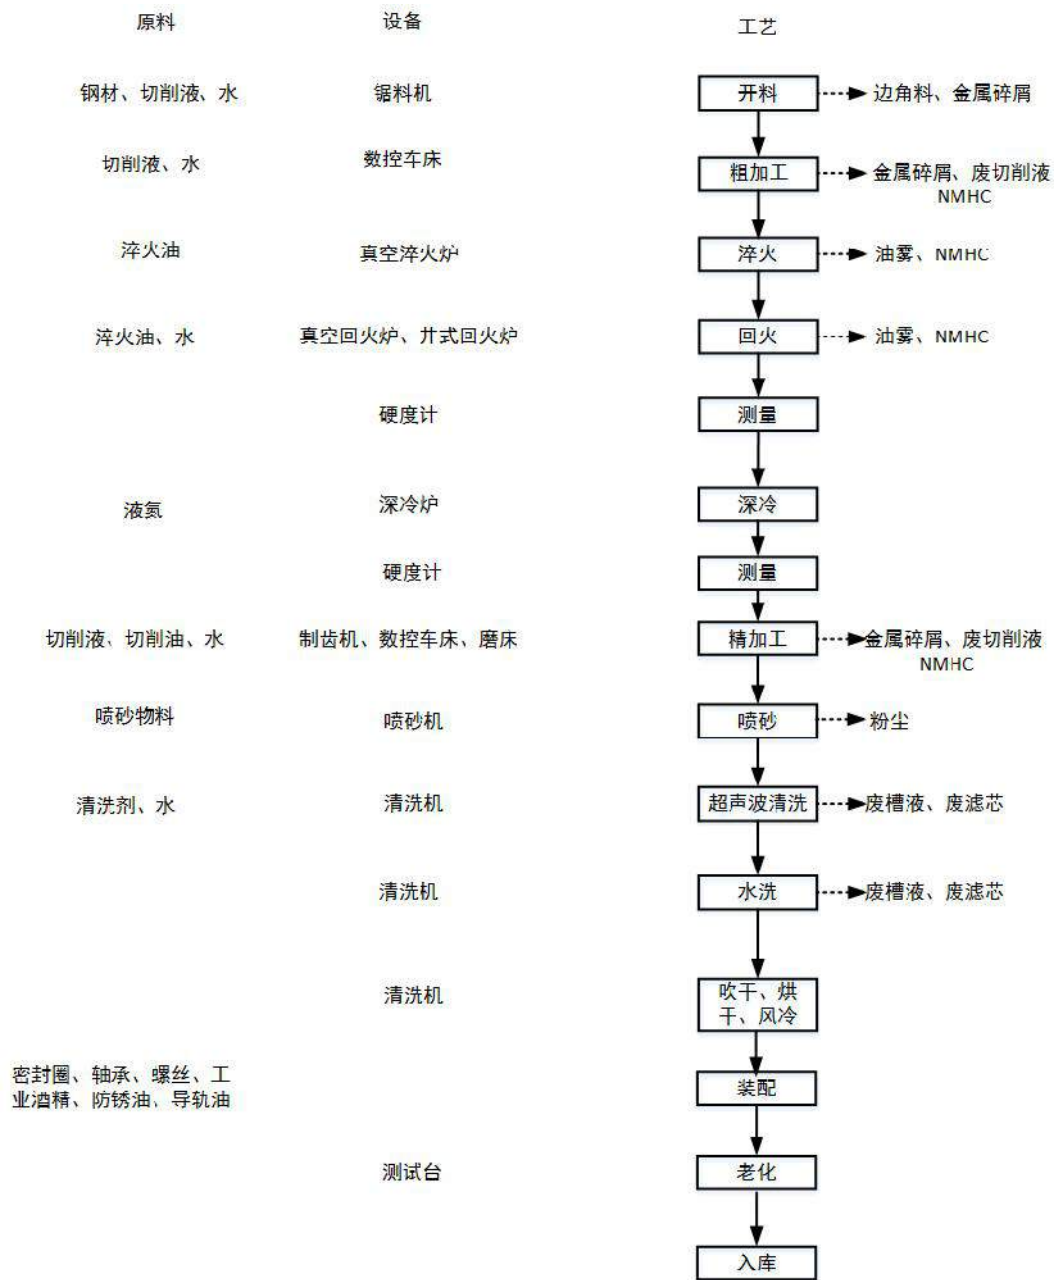 原料 设备 工艺
钢材、切削液、水 锯料机 开料 边角料、金属碎屑
切削液、水 数控车床 粗加工 金属碎屑、废切削液
NMHC
淬火油 真空淬火炉 淬火 油雾、NMHC
淬火油、水 真空回火炉、井式回火炉 回火 油雾、NMHC
硬度计 测量
液氮 深冷炉 深冷
硬度计 测量
切削液、切削油、水 制齿机、数控车床、磨床 精加工 金属碎屑、废切削液
NMHC
喷砂物料 喷砂机 喷砂 粉尘
清洗剂、水 清洗机 超声波清洗 废槽液、废滤芯
清洗机 水洗 废槽液、废滤芯
清洗机 吹干、烘
干、风冷
密封圈、轴承、螺丝、工
业酒精、防锈油、导轨油 装配
测试台 老化
入库